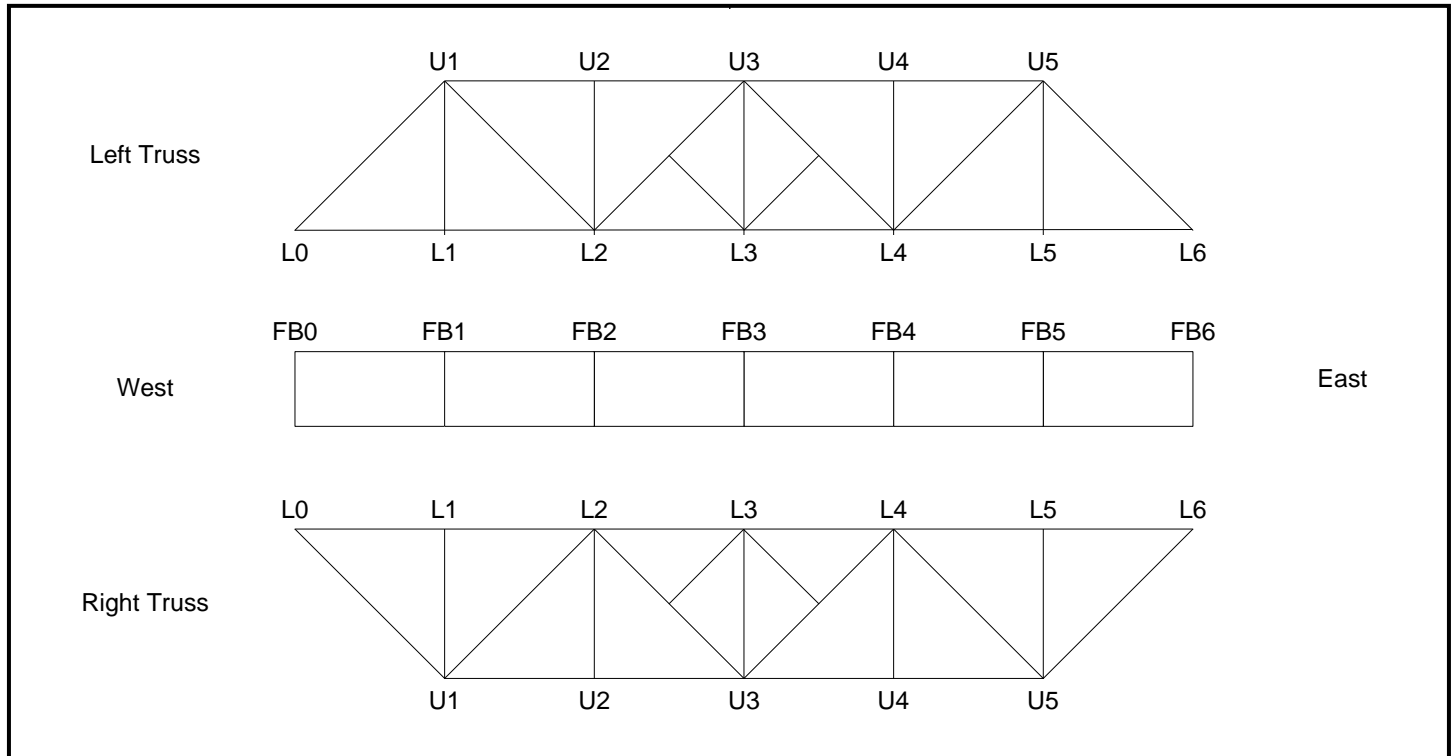 U1 U2 U3 U4 U5
Left Truss
L0 L1 L2 L3 L4 L5 L6
FB0 FB1 FB2 FB3 FB4 FB5 FB6
West East
L0 L1 L2 L3 L4 L5 L6
Right Truss
U1 U2 U3 U4 U5